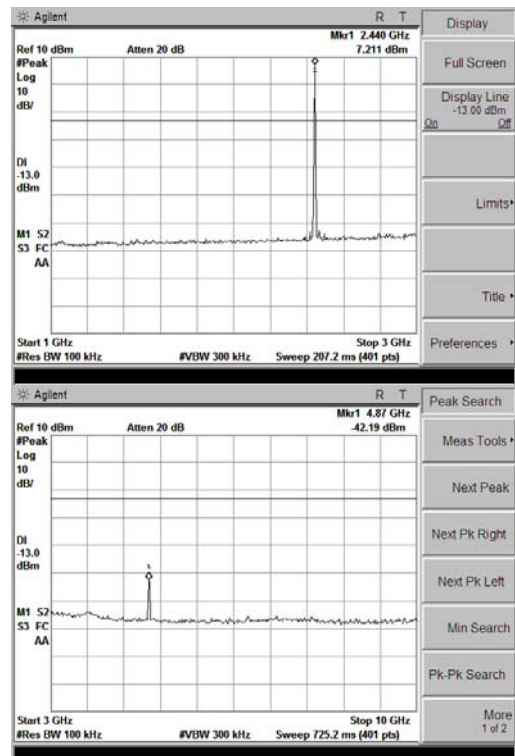 Agilent R T
Mkr1 2.440 GHz
Ref 10 dBm Atten 20 dB 7.211 dBm
#Peak
Log
10
dB/
DI
-13.0
dBm
M1 S2
S3 FC
AA
Start 1 GHz Stop 3 GHz
#Res BW 100 kHz #VBW 300 kHz Sweep 207.2 ms (401 pts)
Display
Full Screen
Display Line
-13.00 dBm
On Off
Limits
Title
Preferences
Agilent R T
Mkr1 4.87 GHz
Ref 10 dBm Atten 20 dB -42.19 dBm
#Peak
Log
10
dB/
DI
-13.0
dBm
1
M1 S2
S3 FC
AA
Start 3 GHz Stop 10 GHz
#Res BW 100 kHz #VBW 300 kHz Sweep 725.2 ms (401 pts)
Peak Search
Meas Tools
Next Peak
Next Pk Right
Next Pk Left
Min Search
Pk-Pk Search
More
1 of 2